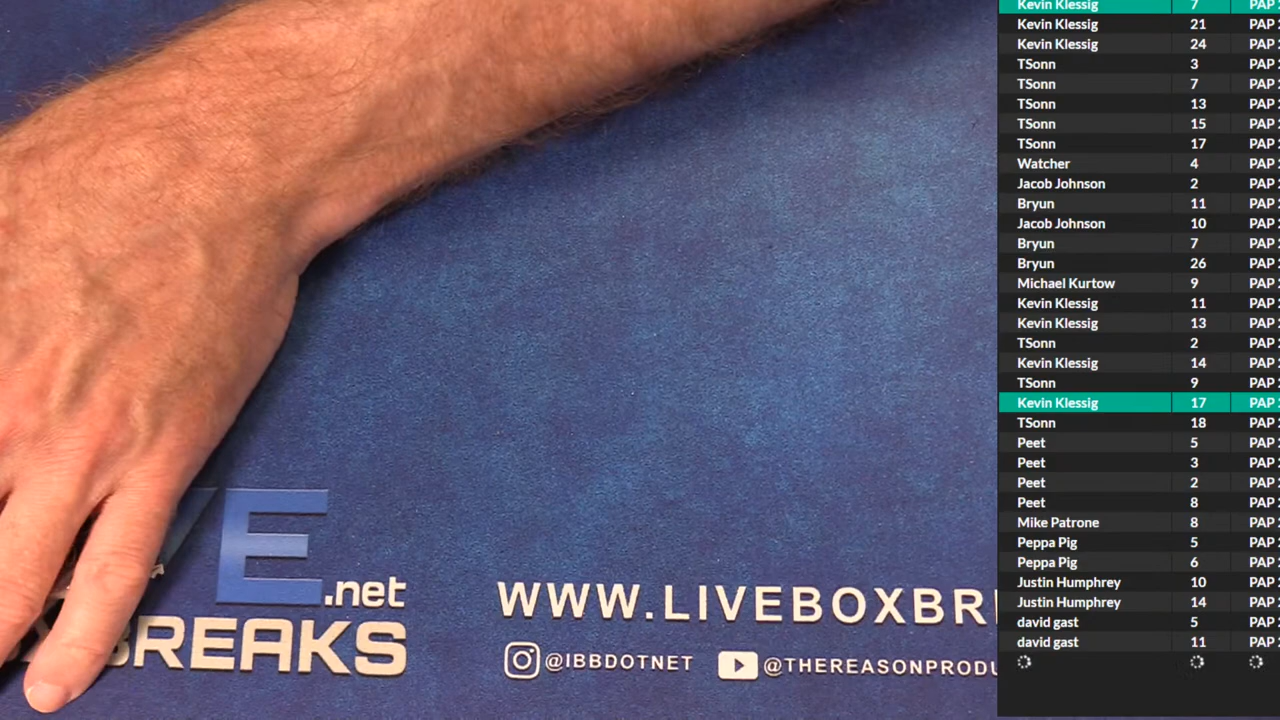 Kevin Klessig 7 PAP
Kevin Klessig 21 PAP
Kevin Klessig 24 PAP
TSonn 3 PAP
TSonn 7 PAP
TSonn 13 PAP
TSonn 15 PAP
TSonn 17 PAP
Watcher 4 PAP
Jacob Johnson 2 PAP
Bryun 11 PAP
Jacob Johnson 10 PAP
Bryun 7 PAP
Bryun 26 PAP
Michael Kurtow 9 PAP
Kevin Klessig 11 PAP
Kevin Klessig 13 PAP
TSonn 2 PAP
Kevin Klessig 14 PAP
TSonn 9 PAP
Kevin Klessig 17 PAP
TSonn 18 PAP
Peet 5 PAP
Peet 3 PAP
Peet 2 PAP
Peet 8 PAP
Mike Patrone 8 PAP
Peppa Pig 5 PAP
Peppa Pig 6 PAP
Justin Humphrey 10 PAP
Justin Humphrey 14 PAP
david gast 5 PAP
david gast 11 PAP
E.net
BREAKS
WWW.LIVEBOXBR
@IBBDOTNET @THEREASONPRODU